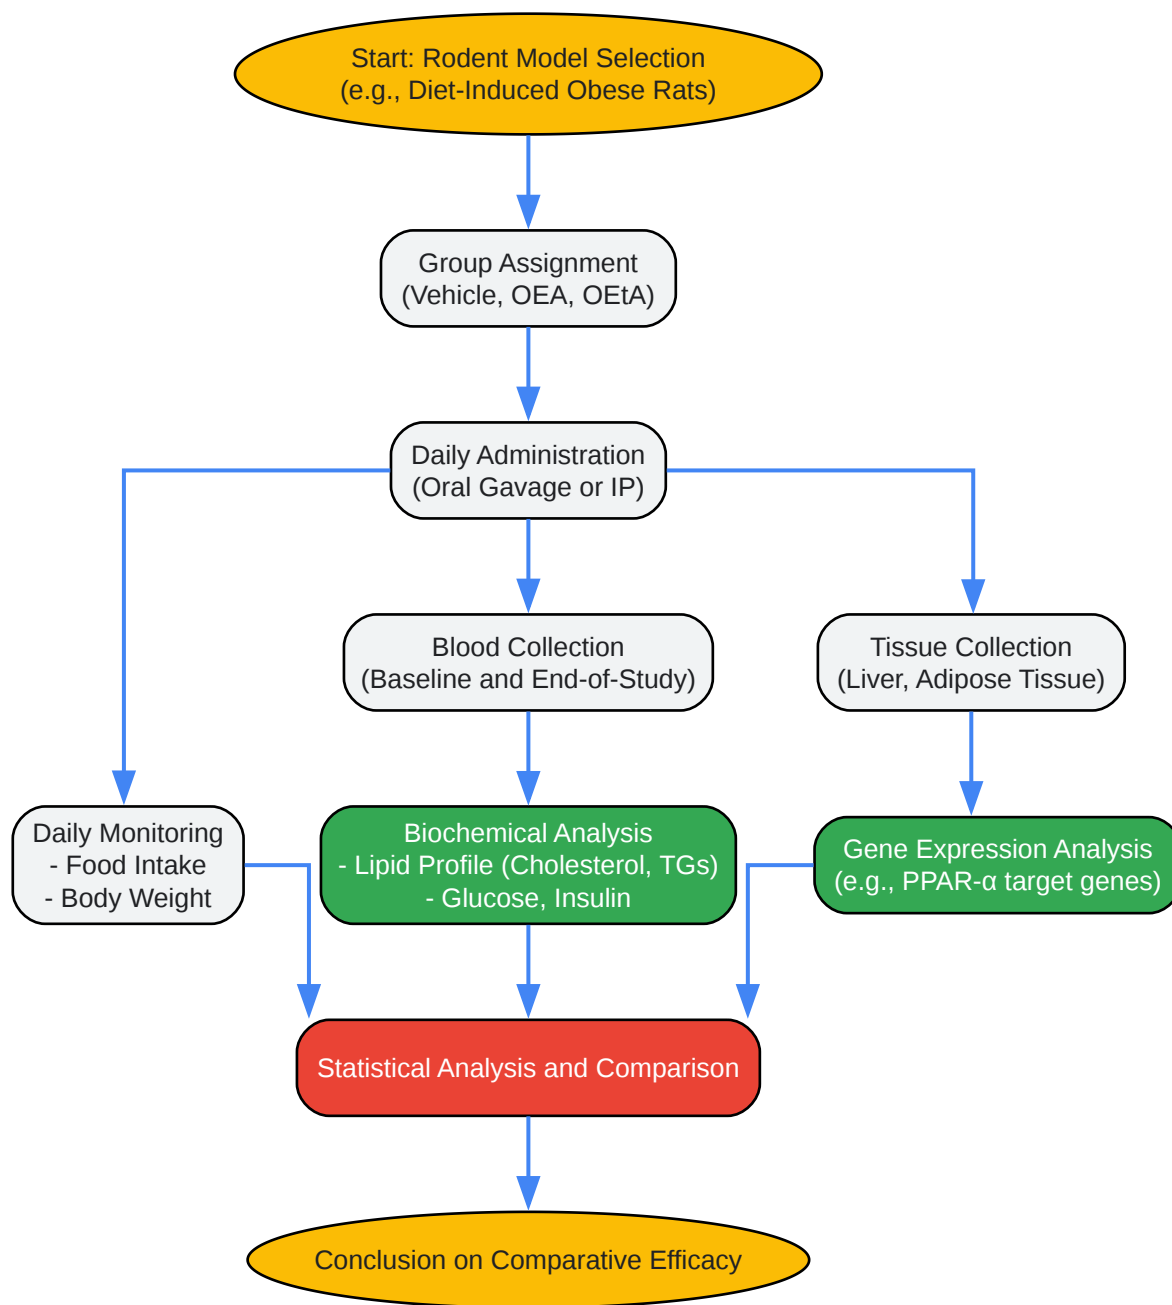 Start: Rodent Model Selection
(e.g., Diet-Induced Obese Rats)
Group Assignment
(Vehicle, OEA, OEtA)
Daily Administration
(Oral Gavage or IP)
Blood Collection
(Baseline and End-of-Study)
Tissue Collection
(Liver, Adipose Tissue)
Daily Monitoring
- Food Intake
- Body Weight
Biochemical Analysis
- Lipid Profile (Cholesterol, TGs)
- Glucose, Insulin
Gene Expression Analysis
(e.g., PPAR-α target genes)
Statistical Analysis and Comparison
Conclusion on Comparative Efficacy